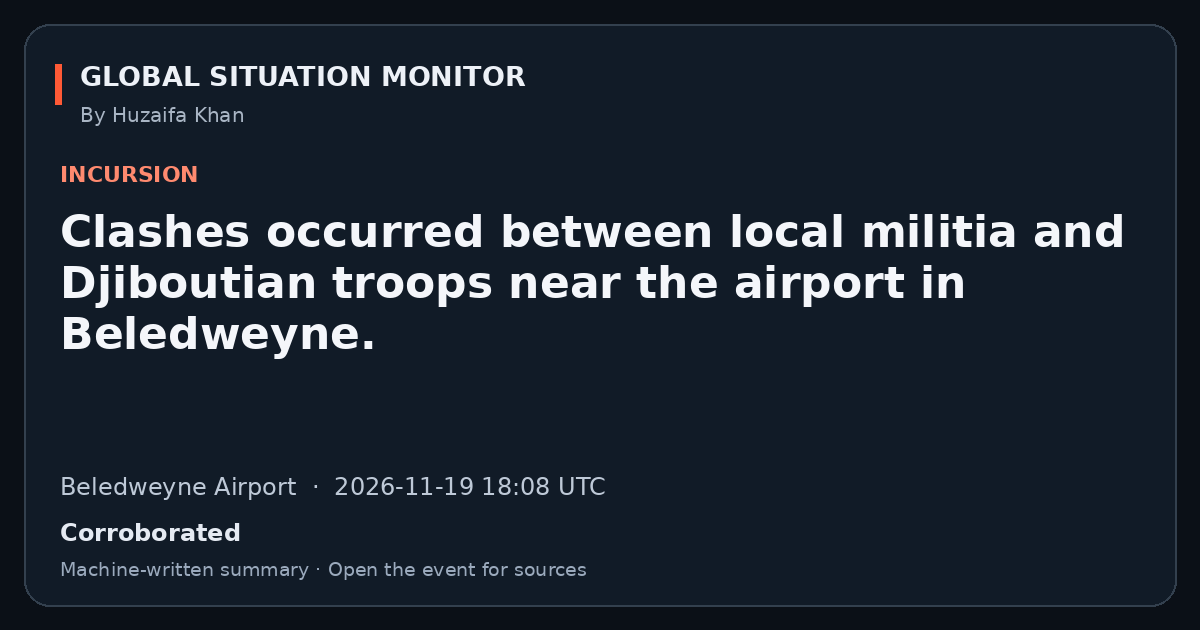 GLOBAL SITUATION MONITOR
By Huzaifa Khan
INCURSION
Clashes occurred between local militia and
Djiboutian troops near the airport in
Beledweyne.
Beledweyne Airport · 2026-11-19 18:08 UTC
Corroborated
Machine-written summary · Open the event for sources